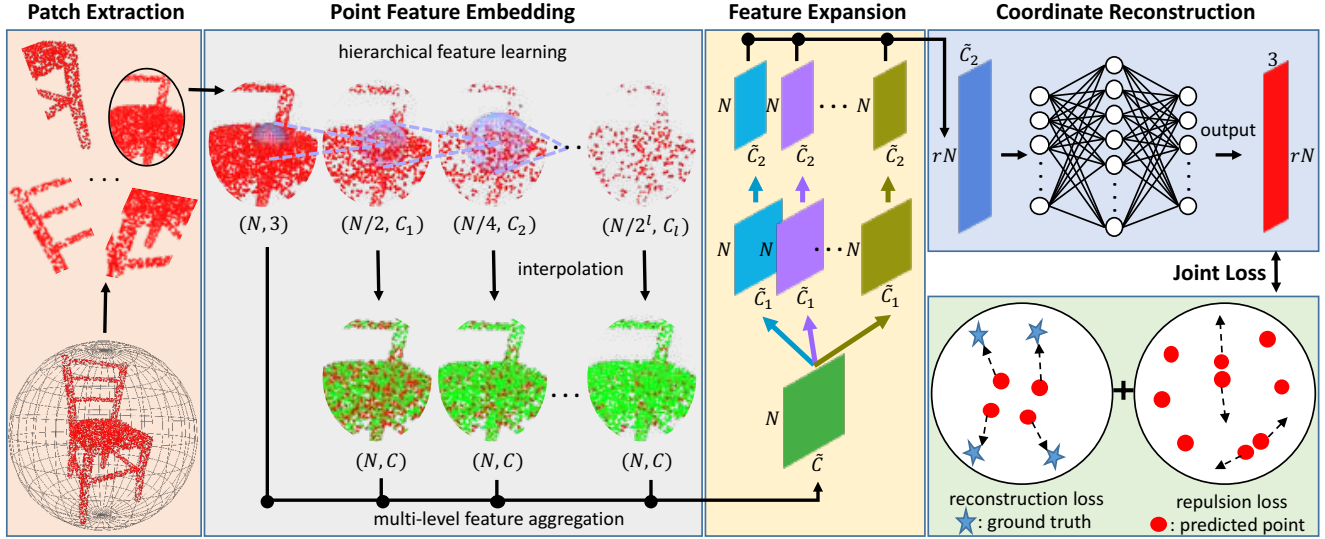 Patch Extraction
Point Feature Embedding
Feature Expansion
Coordinate Reconstruction
hierarchical feature learning
(N, 3)
(N/2, C₁)
(N/4, C₂)
(N/2ˡ, Cₗ)
interpolation
(N, C)
(N, C)
(N, C)
multi-level feature aggregation
N
N
N
C̃₂
C̃₂
C̃₂
N
N
N
C̃₁
C̃₁
C̃₁
N
C̃
C̃₂
rN
output
3
rN
Joint Loss
+
reconstruction loss
: ground truth
repulsion loss
: predicted point